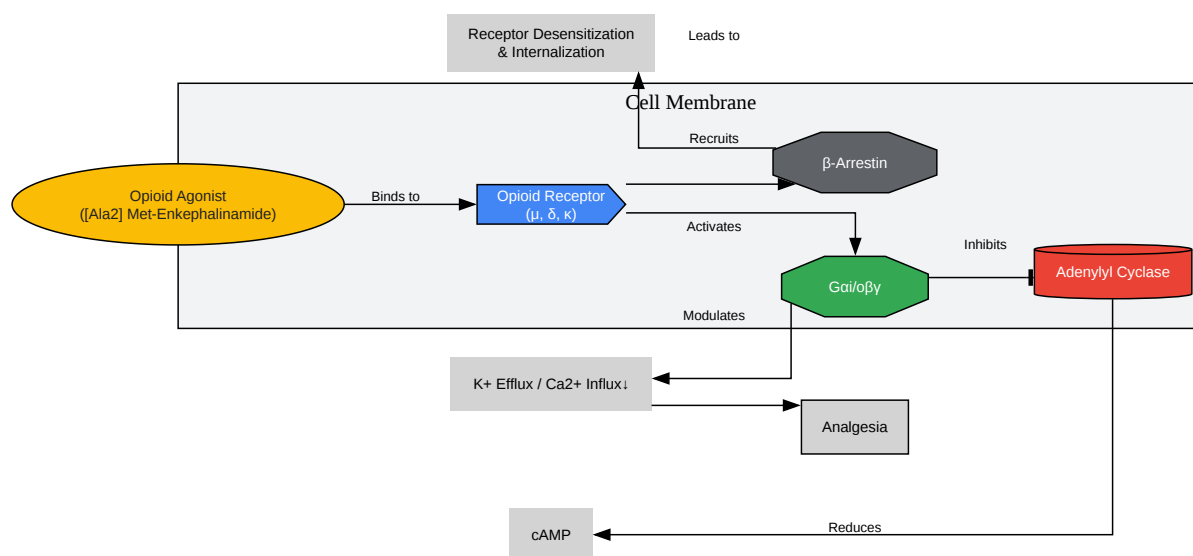 Receptor Desensitization
& Internalization
Leads to
Cell Membrane
Recruits
β-Arrestin
Opioid Agonist
([Ala2] Met-Enkephalinamide)
Binds to
Opioid Receptor
(μ, δ, κ)
Activates
Inhibits
Gαi/oβγ
Adenylyl Cyclase
Modulates
K+ Efflux / Ca2+ Influx↓
Analgesia
cAMP
Reduces